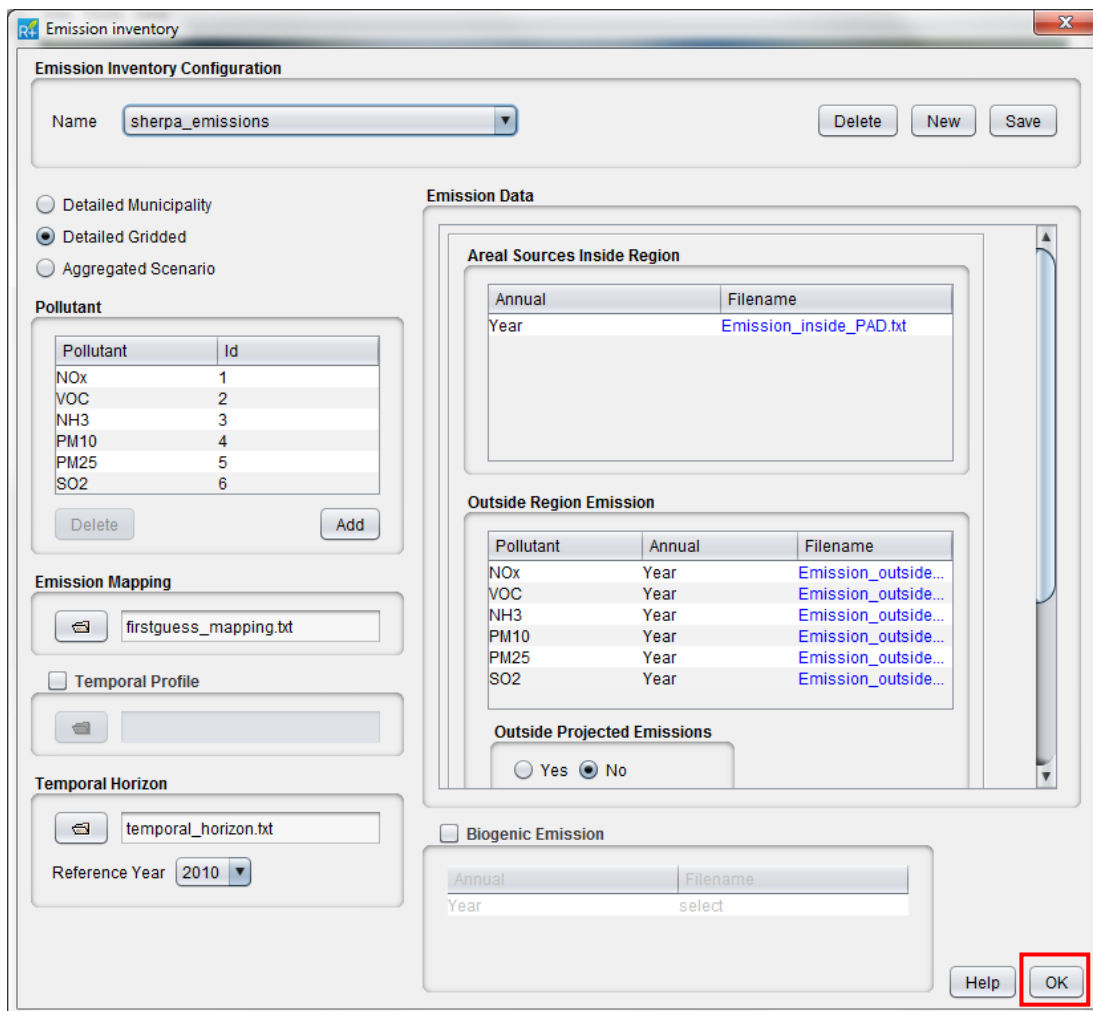 R+ Emission inventory
Emission Inventory Configuration
Name sherpa_emissions Delete New Save
Detailed Municipality
Detailed Gridded
Aggregated Scenario
Pollutant
Pollutant Id
NOx 1
VOC 2
NH3 3
PM10 4
PM25 5
SO2 6
Delete Add
Emission Mapping
firstguess_mapping.txt
Temporal Profile
Temporal Horizon
temporal_horizon.txt
Reference Year 2010
Emission Data
Areal Sources Inside Region
Annual Filename
Year Emission_inside_PAD.txt
Outside Region Emission
Pollutant Annual Filename
NOx Year Emission_outside...
VOC Year Emission_outside...
NH3 Year Emission_outside...
PM10 Year Emission_outside...
PM25 Year Emission_outside...
SO2 Year Emission_outside...
Outside Projected Emissions
Yes No
Biogenic Emission
Annual Filename
Year select
Help OK